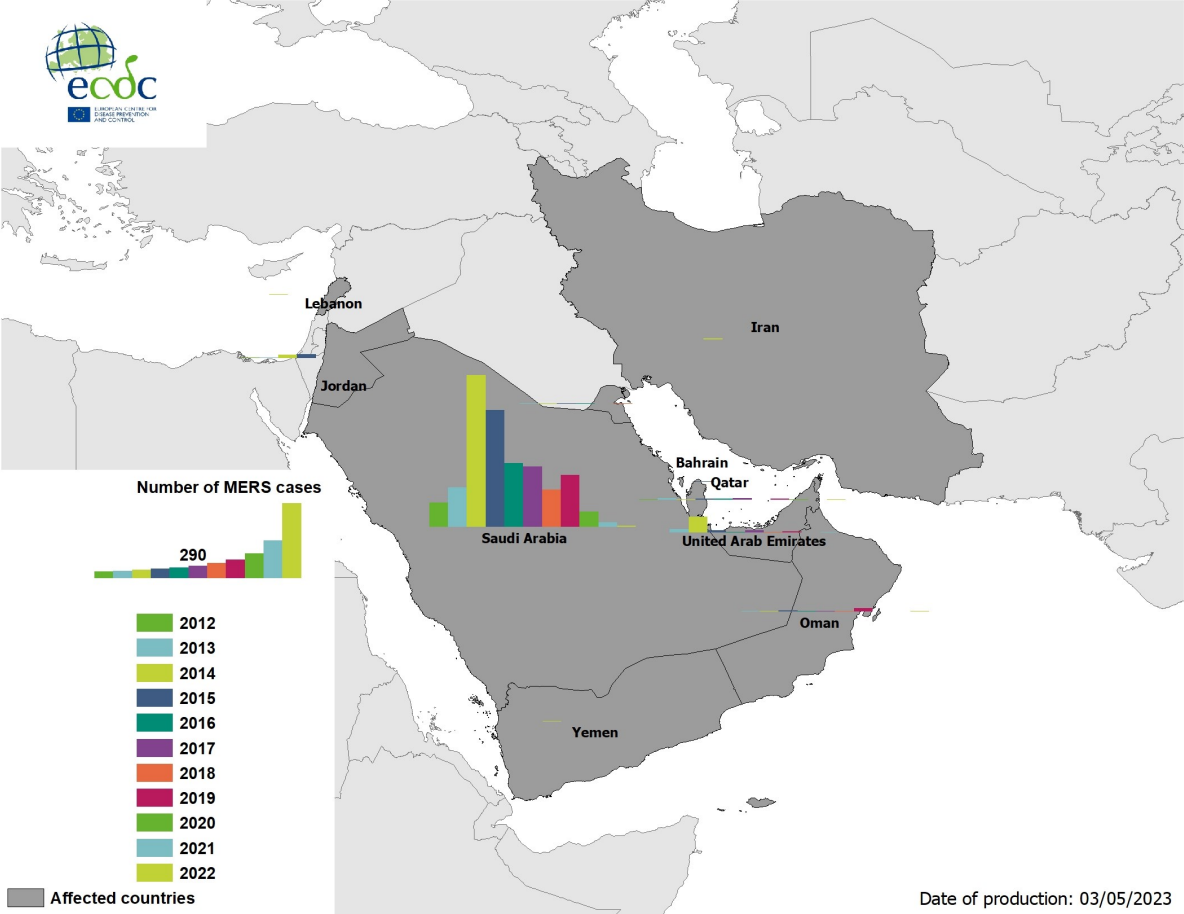 ecdc
EUROPEAN CENTRE FOR
DISEASE PREVENTION
AND CONTROL
Lebanon
Iran
Jordan
Bahrain
Qatar
Number of MERS cases
290
Saudi Arabia
United Arab Emirates
Oman
Yemen
2012
2013
2014
2015
2016
2017
2018
2019
2020
2021
2022
Affected countries
Date of production: 03/05/2023